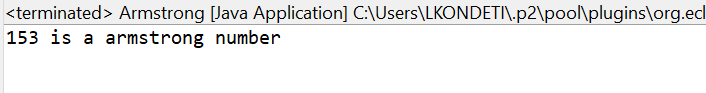 <terminated> Armstrong [Java Application] C:\Users\LKONDETI\.p2\pool\plugins\org.ecl
153 is a armstrong number